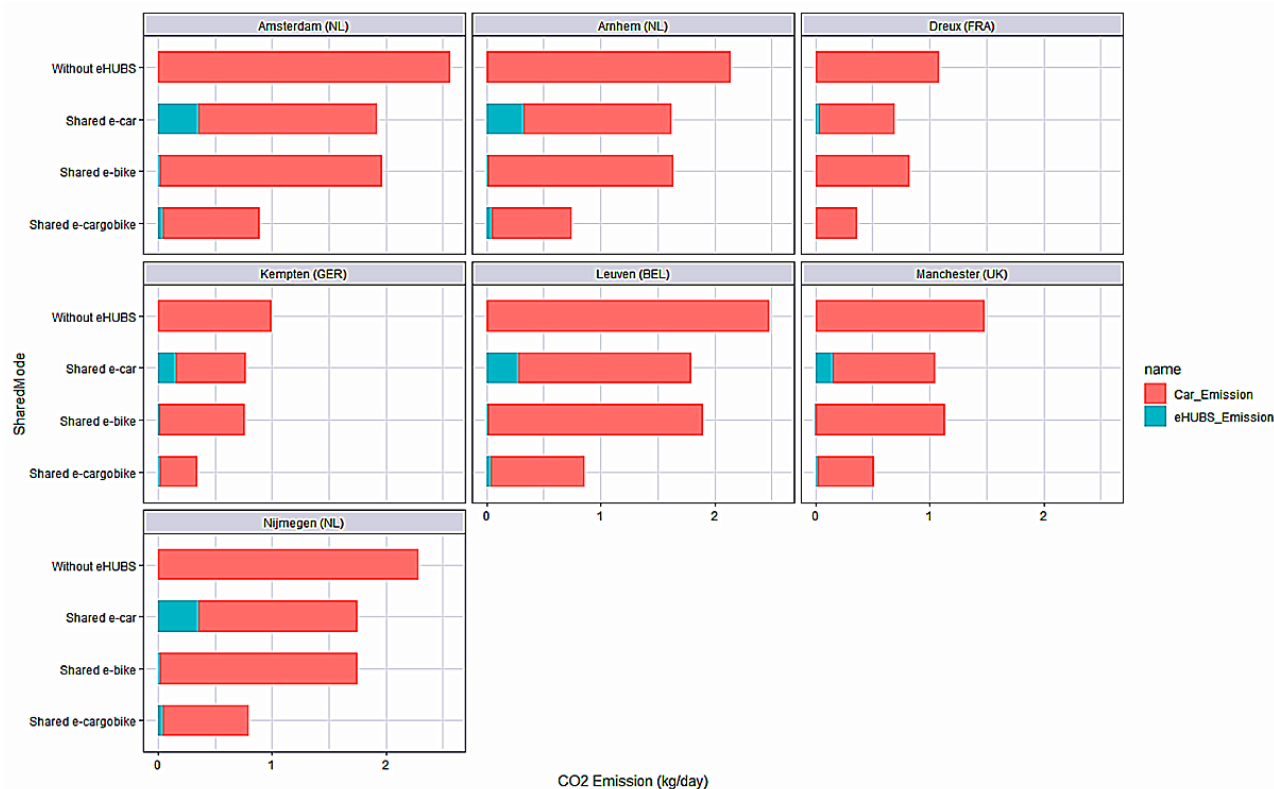 Amsterdam (NL)
Arnhem (NL)
Dreux (FRA)
Without eHUBS
Shared e-car
Shared e-bike
Shared e-cargobike
Kempten (GER)
Leuven (BEL)
Manchester (UK)
Without eHUBS
Shared e-car
Shared e-bike
Shared e-cargobike
0 1 2
0 1 2
Nijmegen (NL)
Without eHUBS
Shared e-car
Shared e-bike
Shared e-cargobike
0 1 2
SharedMode
CO2 Emission (kg/day)
name
Car_Emission
eHUBS_Emission